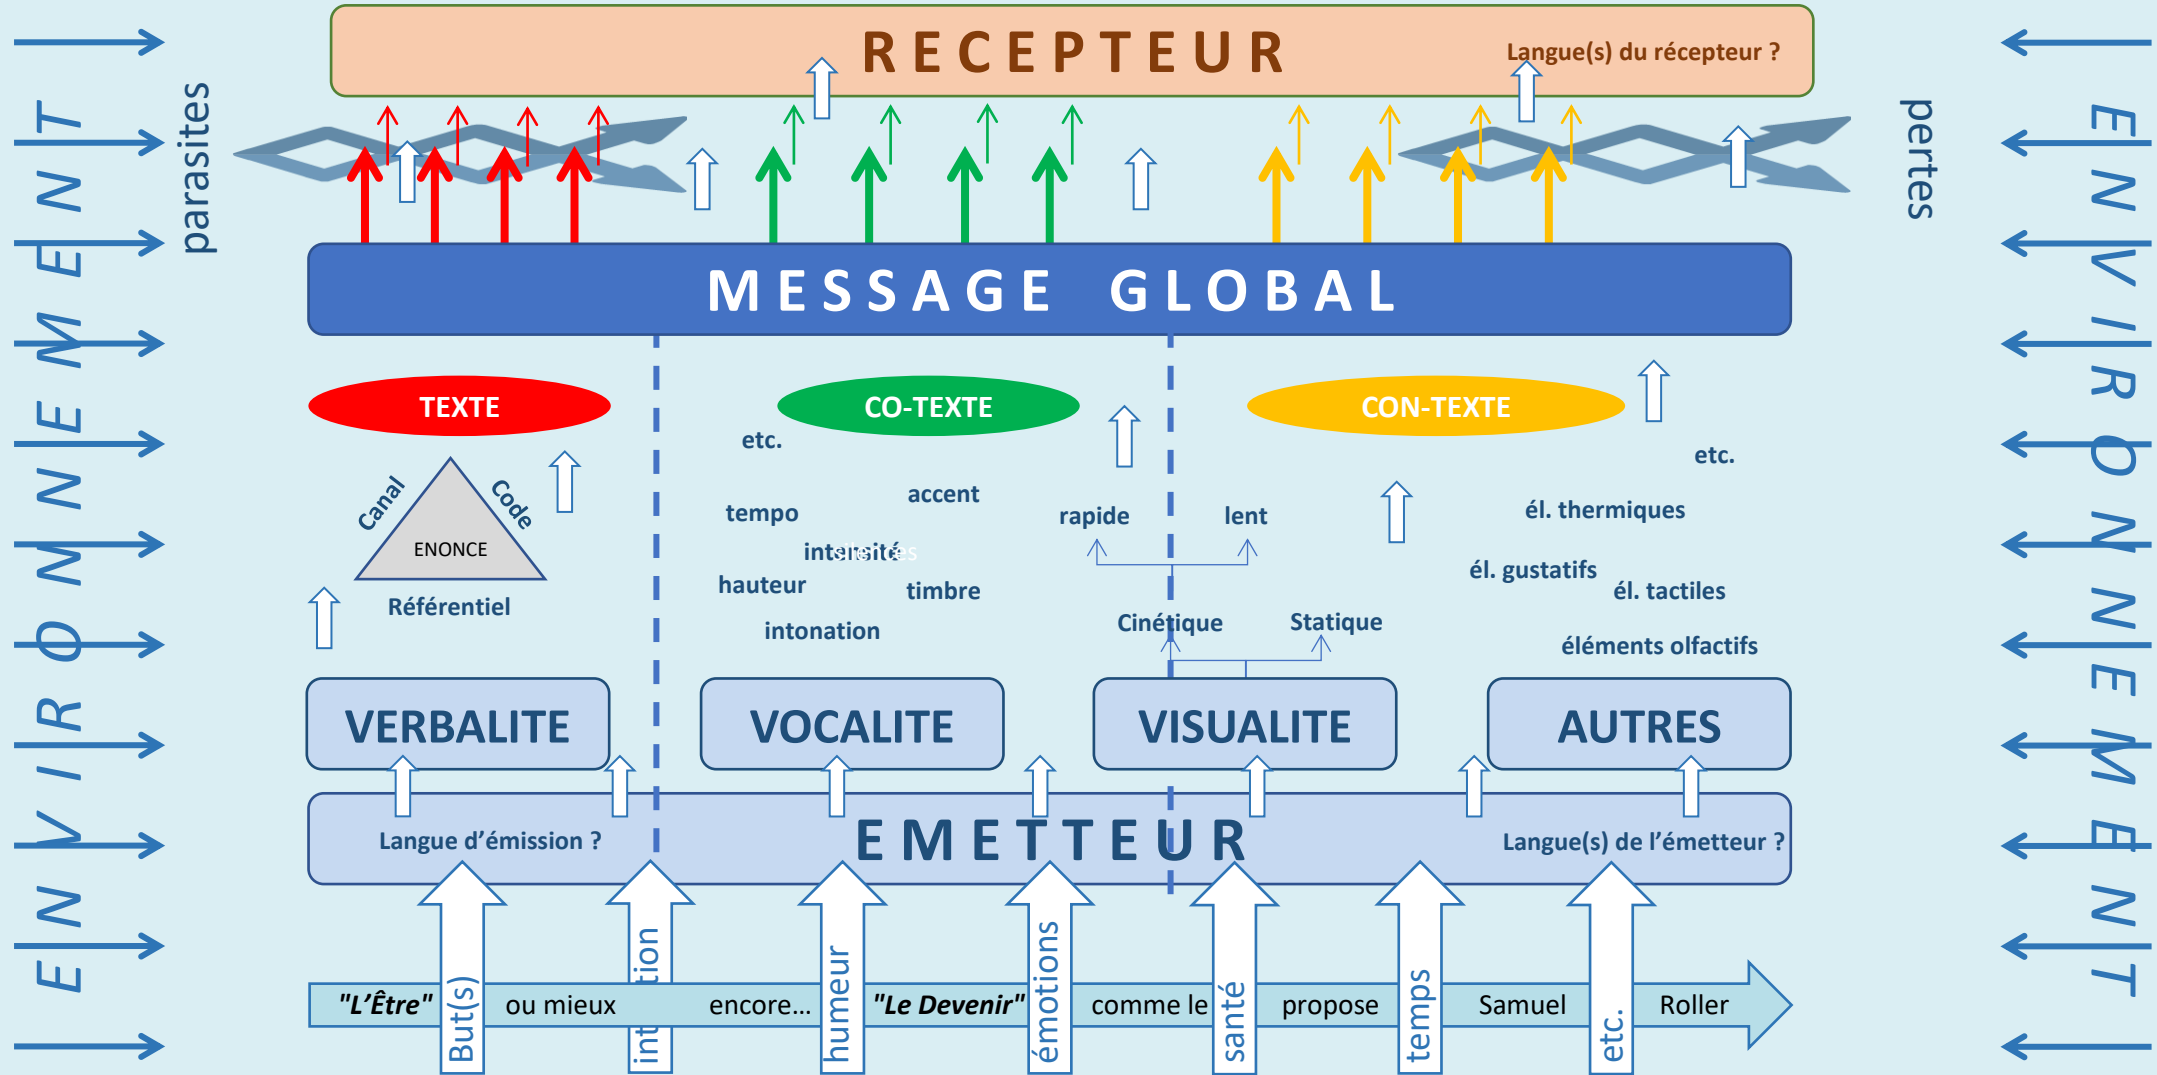 RECEPTEUR
Langue(s) du récepteur ?
ENVIRONNEMENT
parasites
pertes
ENVIRONNEMENT
MESSAGE GLOBAL
TEXTE
CO-TEXTE
CON-TEXTE
etc.
etc.
Canal
Code
ENONCE
Référentiel
accent
tempo
intensité
silences
hauteur
timbre
intonation
rapide
lent
Cinétique
Statique
él. thermiques
él. gustatifs
él. tactiles
éléments olfactifs
VERBALITE
VOCALITE
VISUALITE
AUTRES
Langue d’émission ?
EMETTEUR
Langue(s) de l’émetteur ?
But(s)
intention
humeur
émotions
santé
temps
etc.
"L’Être" ou mieux encore... "Le Devenir" comme le propose Samuel Roller